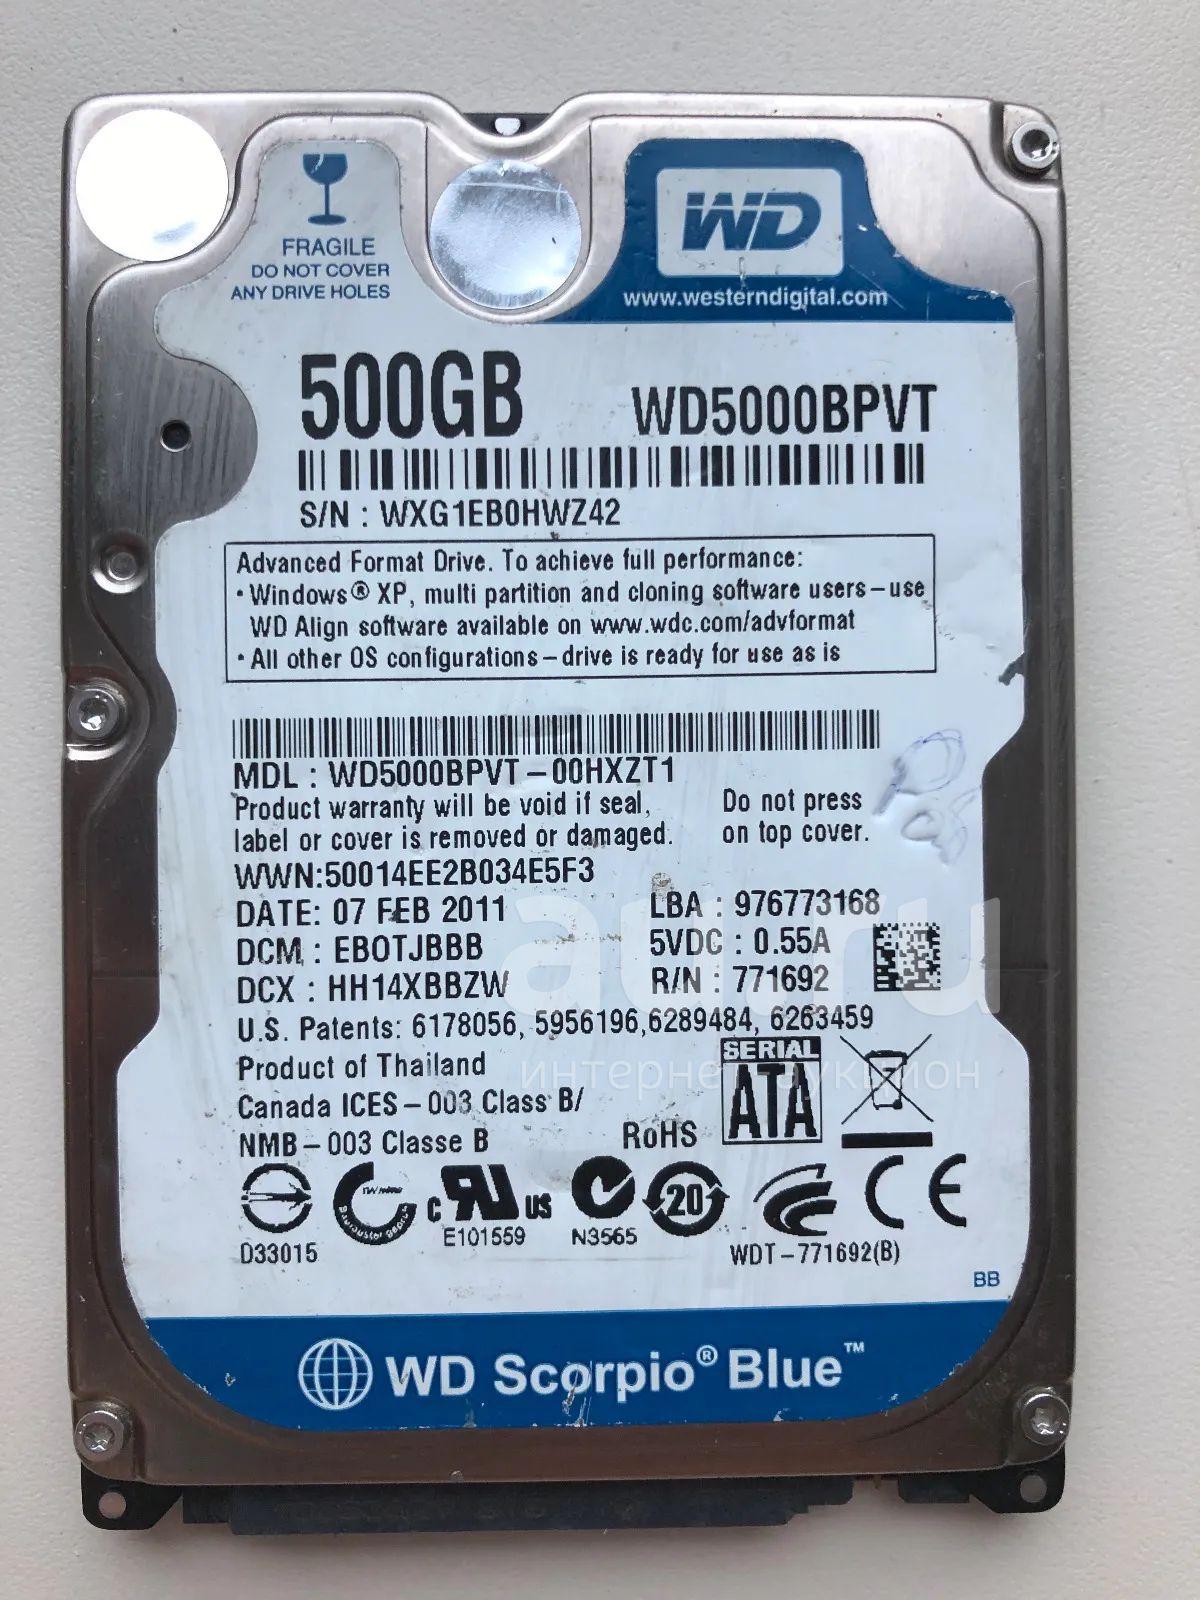 FRAGILE
DO NOT COVER
ANY DRIVE HOLES
WD
www.westerndigital.com
500GB WD5000BPVT
S/N : WXG1EB0HWZ42
Advanced Format Drive. To achieve full performance:
• Windows® XP, multi partition and cloning software users–use
WD Align software available on www.wdc.com/advformat
• All other OS configurations–drive is ready for use as is
MDL : WD5000BPVT–00HXZT1
Product warranty will be void if seal,
label or cover is removed or damaged.
Do not press
on top cover.
WWN:50014EE2B034E5F3
DATE: 07 FEB 2011
DCM : EBOTJBBB
DCX : HH14XBBZW
LBA : 976773168
5VDC : 0.55A
R/N : 771692
U.S. Patents: 6178056, 5956196,6289484, 6263459
Product of Thailand
Canada ICES–003 Class B/
NMB–003 Classe B
RoHS
SERIAL
ATA
au.ru
интернет-аукцион
D33015
Baumuster geprüft
c RU US
E101559
N3565
20
CE
WDT–771692(B)
BB
WD Scorpio® Blue™